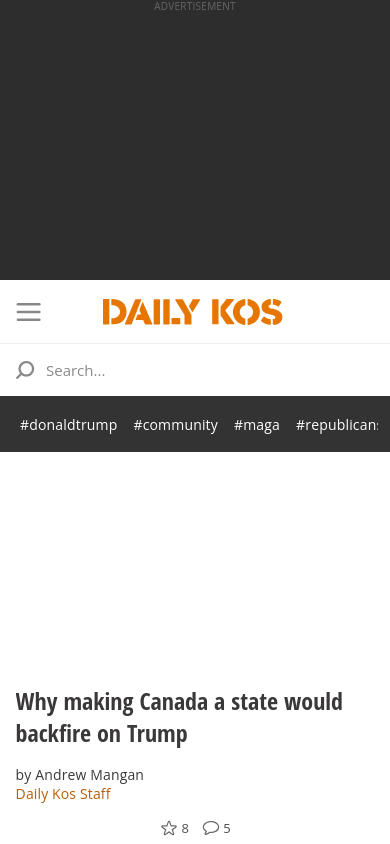 ADVERTISEMENT
DAILY KOS
Search...
#donaldtrump #community #maga #republicans
Why making Canada a state would
backfire on Trump
by Andrew Mangan
Daily Kos Staff
8 5